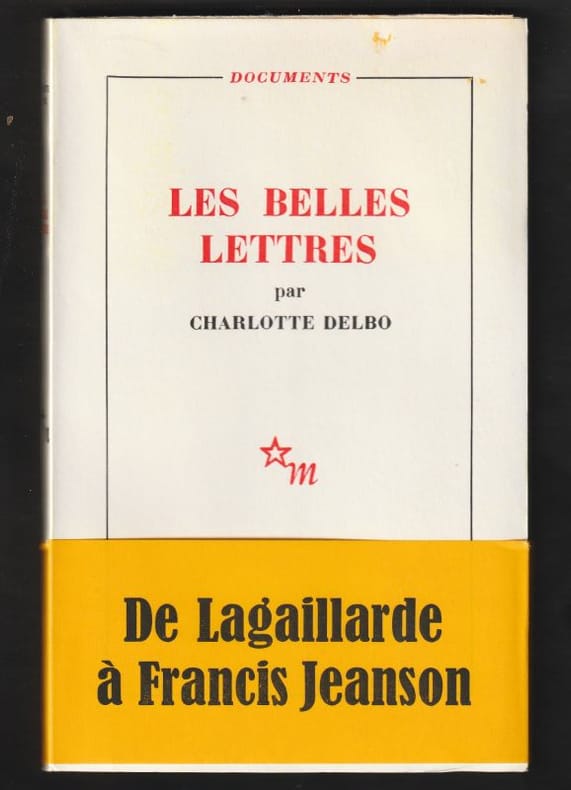 DOCUMENTS
LES BELLES
LETTRES
par
CHARLOTTE DELBO
m
De Lagaillarde
à Francis Jeanson